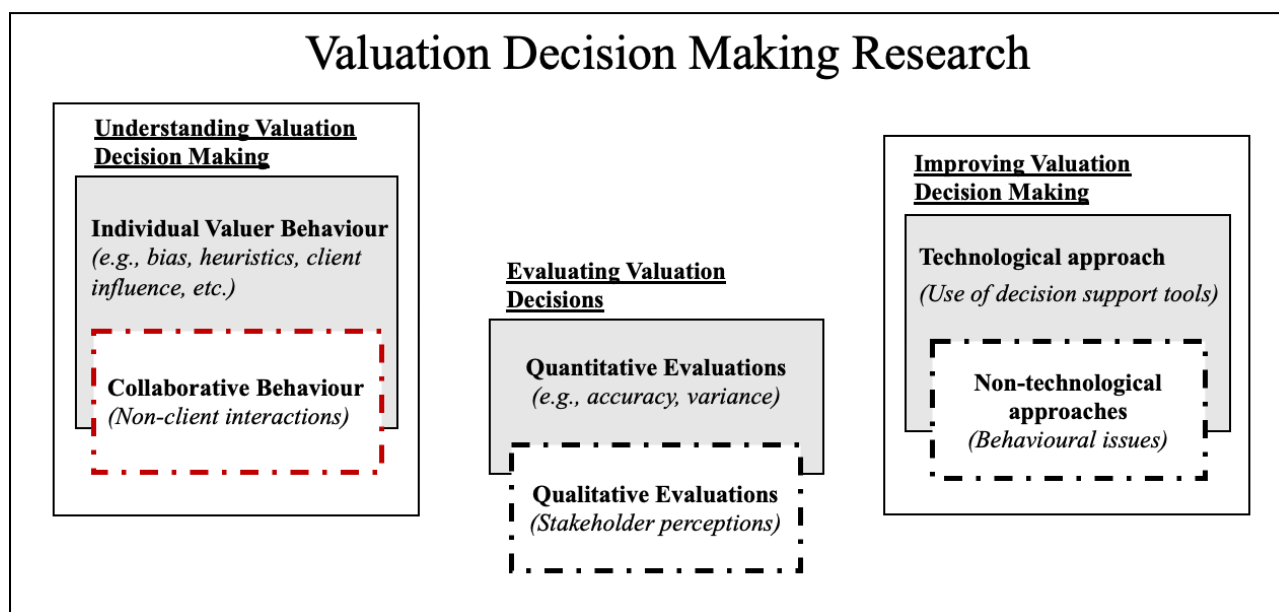 Valuation Decision Making Research
Understanding Valuation
Decision Making
Individual Valuer Behaviour
(e.g., bias, heuristics, client
influence, etc.)
Collaborative Behaviour
(Non-client interactions)
Evaluating Valuation
Decisions
Quantitative Evaluations
(e.g., accuracy, variance)
Qualitative Evaluations
(Stakeholder perceptions)
Improving Valuation
Decision Making
Technological approach
(Use of decision support tools)
Non-technological
approaches
(Behavioural issues)